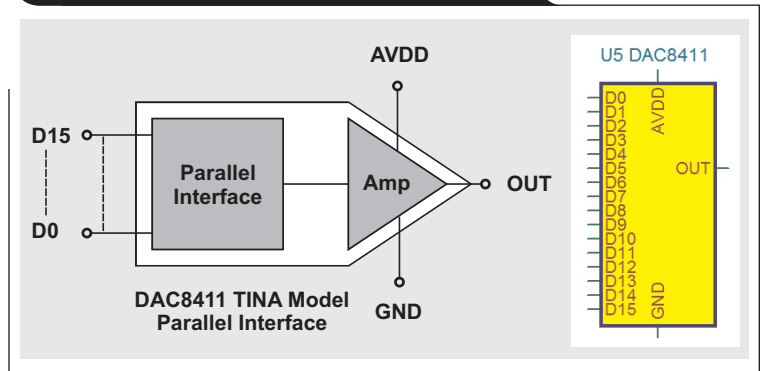 AVDD
D15
D0
Parallel
Interface
Amp
OUT
DAC8411 TINA Model
Parallel Interface
GND
U5 DAC8411
D0
D1
D2
D3
D4
D5
D6
D7
D8
D9
D10
D11
D12
D13
D14
D15
AVDD
OUT
GND